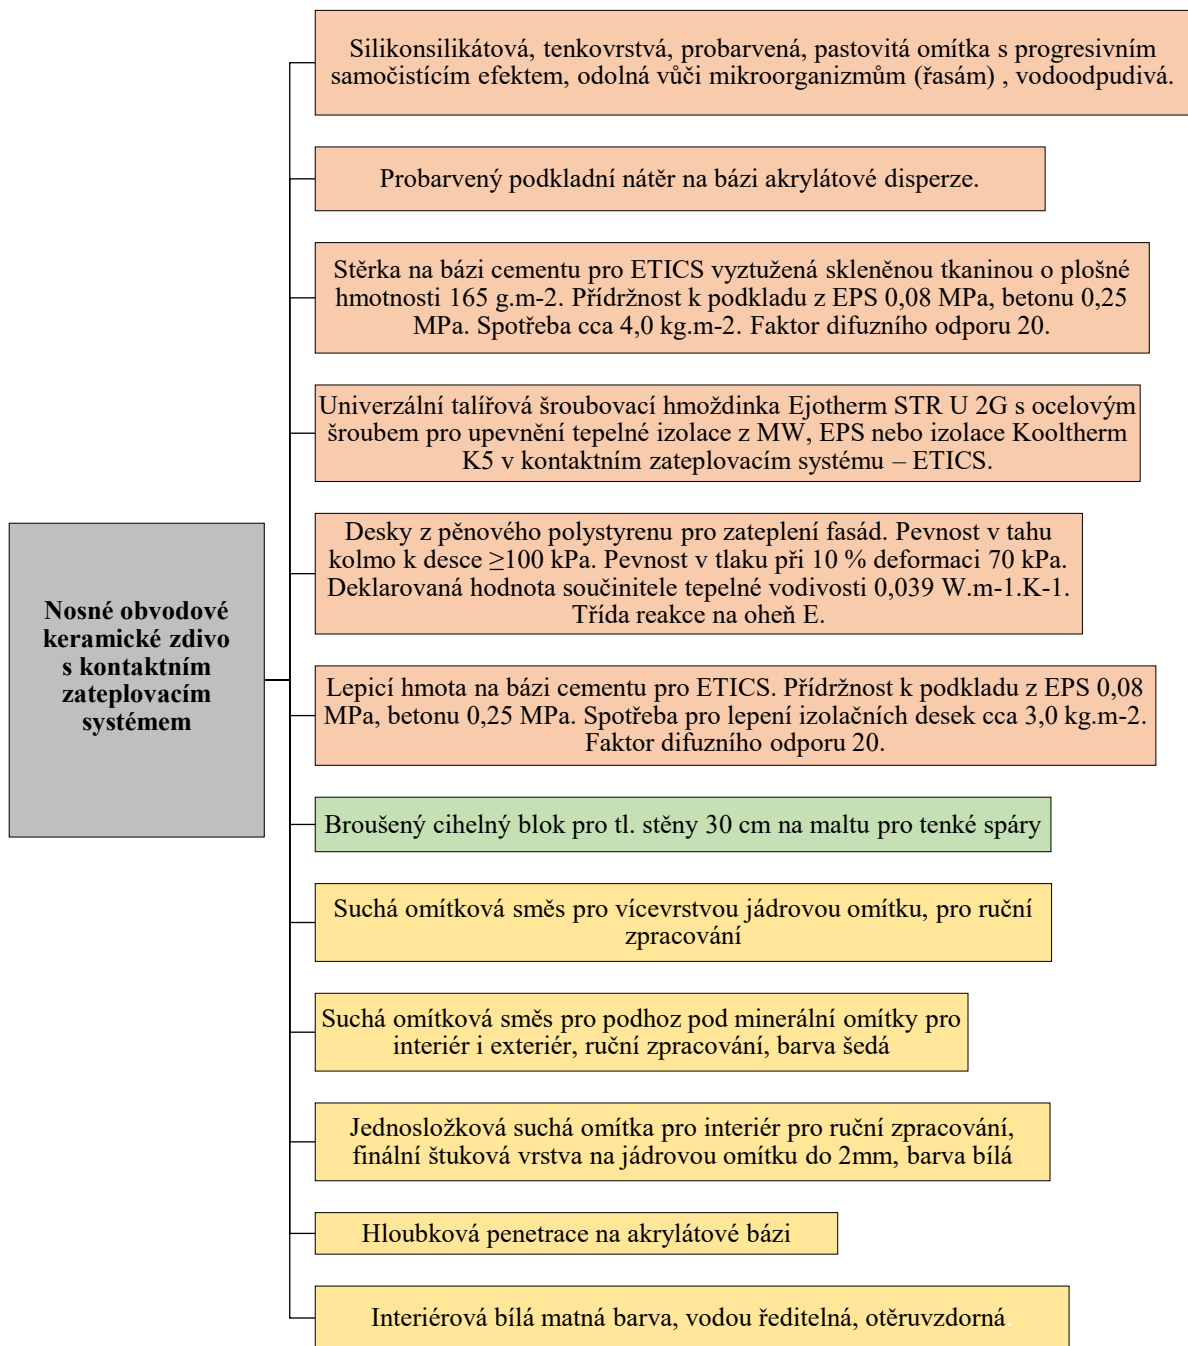 Silikonsilikátová, tenkovrstvá, probarvená, pastovitá omítka s progresivním
samočistícím efektem, odolná vůči mikroorganizmům (řasám) , vodoodpudivá.
Probarvený podkladní nátěr na bázi akrylátové disperze.
Stěrka na bázi cementu pro ETICS vyztužená skleněnou tkaninou o plošné
hmotnosti 165 g.m-2. Přídržnost k podkladu z EPS 0,08 MPa, betonu 0,25
MPa. Spotřeba cca 4,0 kg.m-2. Faktor difuzního odporu 20.
Univerzální talířová šroubovací hmoždinka Ejotherm STR U 2G s ocelovým
šroubem pro upevnění tepelné izolace z MW, EPS nebo izolace Kooltherm
K5 v kontaktním zateplovacím systému – ETICS.
Desky z pěnového polystyrenu pro zateplení fasád. Pevnost v tahu
kolmo k desce ≥100 kPa. Pevnost v tlaku při 10 % deformaci 70 kPa.
Deklarovaná hodnota součinitele tepelné vodivosti 0,039 W.m-1.K-1.
Třída reakce na oheň E.
Nosné obvodové
keramické zdivo
s kontaktním
zateplovacím
systémem
Lepicí hmota na bázi cementu pro ETICS. Přídržnost k podkladu z EPS 0,08
MPa, betonu 0,25 MPa. Spotřeba pro lepení izolačních desek cca 3,0 kg.m-2.
Faktor difuzního odporu 20.
Broušený cihelný blok pro tl. stěny 30 cm na maltu pro tenké spáry
Suchá omítková směs pro vícevrstvou jádrovou omítku, pro ruční
zpracování
Suchá omítková směs pro podhoz pod minerální omítky pro
interiér i exteriér, ruční zpracování, barva šedá
Jednosložková suchá omítka pro interiér pro ruční zpracování,
finální štuková vrstva na jádrovou omítku do 2mm, barva bílá
Hloubková penetrace na akrylátové bázi
Interiérová bílá matná barva, vodou ředitelná, otěruvzdorná.